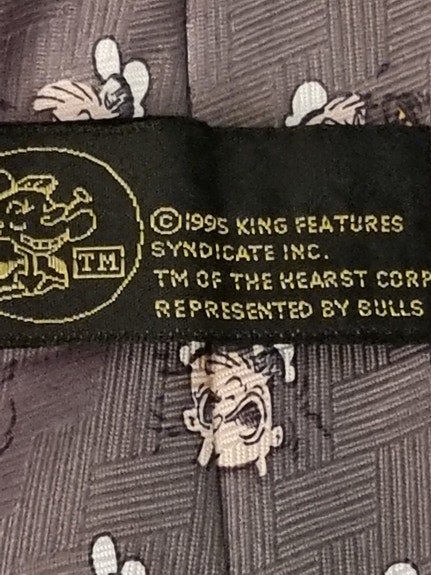 TM
©1995 KING FEATURES
SYNDICATE INC.
TM OF THE HEARST CORP
REPRESENTED BY BULLS